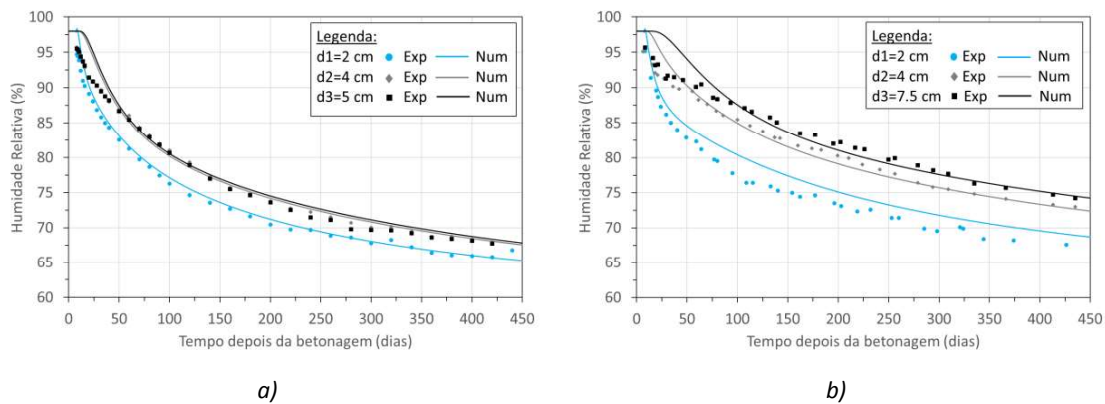 a)
100
95
90
85
80
75
70
65
60
Humidade Relativa (%)
Legenda:
d1=2 cm Exp Num
d2=4 cm Exp Num
d3=5 cm Exp Num
0 50 100 150 200 250 300 350 400 450
Tempo depois da betonagem (dias)
b)
100
95
90
85
80
75
70
65
60
Humidade Relativa (%)
Legenda:
d1=2 cm Exp Num
d2=4 cm Exp Num
d3=7.5 cm Exp Num
0 50 100 150 200 250 300 350 400 450
Tempo depois da betonagem (dias)
a)
b)